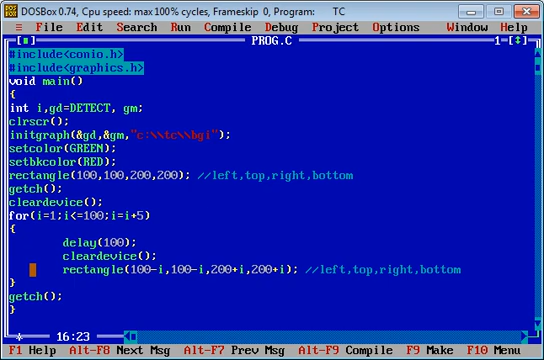 DOSBox 0.74, Cpu speed: max 100% cycles, Frameskip 0, Program: TC
≡ File Edit Search Run Compile Debug Project Options Window Help
[■] PROG.C 1=[↕]
#include<conio.h>
#include<graphics.h>
void main()
{
int i,gd=DETECT, gm;
clrscr();
initgraph(&gd,&gm,"c:\\tc\\bgi");
setcolor(GREEN);
setbkcolor(RED);
rectangle(100,100,200,200); //left,top,right,bottom
getch();
cleardevice();
for(i=1;i<=100;i=i+5)
{
delay(100);
cleardevice();
rectangle(100-i,100-i,200+i,200+i); //left,top,right,bottom
}
getch();
}
* 16:23
F1 Help Alt-F8 Next Msg Alt-F7 Prev Msg Alt-F9 Compile F9 Make F10 Menu